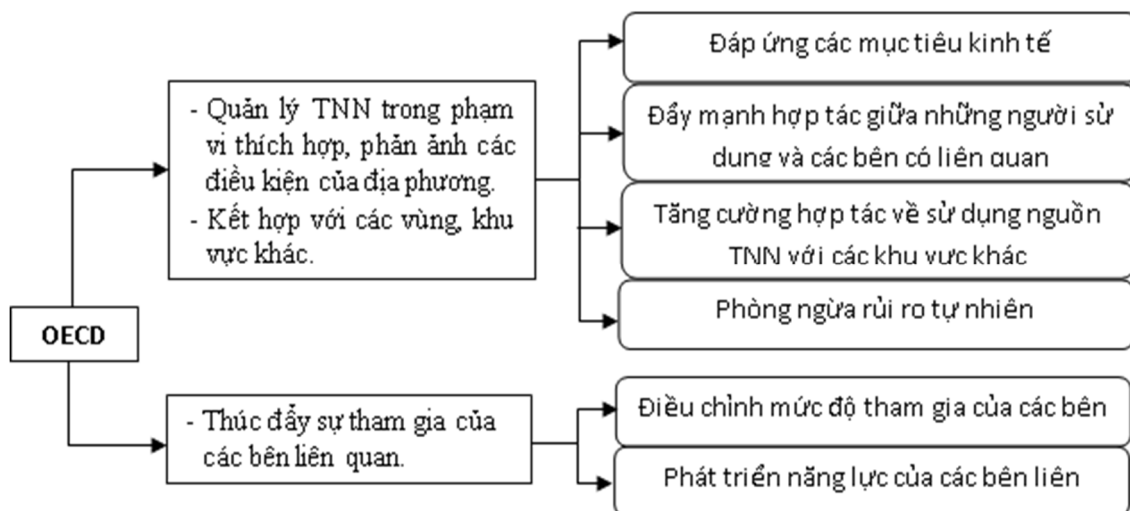 OECD
- Quản lý TNN trong phạm
vi thích hợp, phản ảnh các
điều kiện của địa phương.
- Kết hợp với các vùng, khu
vực khác.
Đáp ứng các mục tiêu kinh tế
Đẩy mạnh hợp tác giữa những người sử
dụng và các bên có liên quan
Tăng cường hợp tác về sử dụng nguồn
TNN với các khu vực khác
Phòng ngừa rủi ro tự nhiên
- Thúc đẩy sự tham gia của
các bên liên quan.
Điều chỉnh mức độ tham gia của các bên
Phát triển năng lực của các bên liên